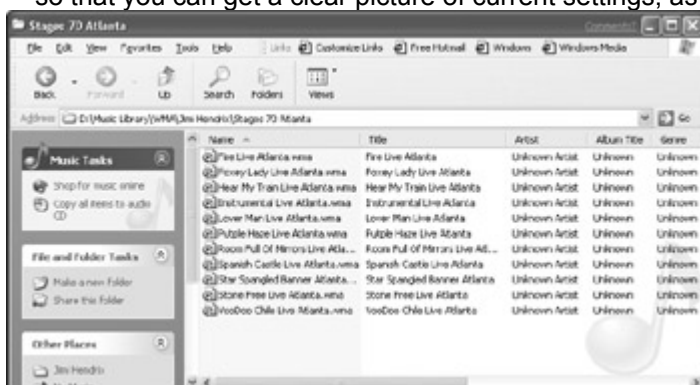 so that you can get a clear picture of current settings, as
Stages 70 Atlanta
File Edit View Favorites Tools Help Links Customize Links Free Hotmail Windows Windows Media
Back Forward Up Search Folders Views
Address D:\Music Library\(WMA)\Jimi Hendrix\Stages 70 Atlanta Go
Name Title Artist Album Title Genre
Music Tasks
Shop for music online
Copy all items to audio CD
File and Folder Tasks
Make a new folder
Share this folder
Other Places
Jimi Hendrix
Fire Live Atlanta.wma Fire Live Atlanta Unknown Artist Unknown Unknown
Foxey Lady Live Atlanta.wma Foxey Lady Live Atlanta Unknown Artist Unknown Unknown
Hear My Train Live Atlanta.wma Hear My Train Live Atlanta Unknown Artist Unknown Unknown
Instrumental Live Atlanta.wma Instrumental Live Atlanta Unknown Artist Unknown Unknown
Lover Man Live Atlanta.wma Lover Man Live Atlanta Unknown Artist Unknown Unknown
Purple Haze Live Atlanta.wma Purple Haze Live Atlanta Unknown Artist Unknown Unknown
Room Full Of Mirrors Live Atla... Room Full Of Mirrors Live Atl... Unknown Artist Unknown Unknown
Spanish Castle Live Atlanta.wma Spanish Castle Live Atlanta Unknown Artist Unknown Unknown
Star Spangled Banner Atlanta... Star Spangled Banner Atlanta Unknown Artist Unknown Unknown
Stone Free Live Atlanta.wma Stone Free Live Atlanta Unknown Artist Unknown Unknown
VooDoo Chile Live Atlanta.wma VooDoo Chile Live Atlanta Unknown Artist Unknown Unknown